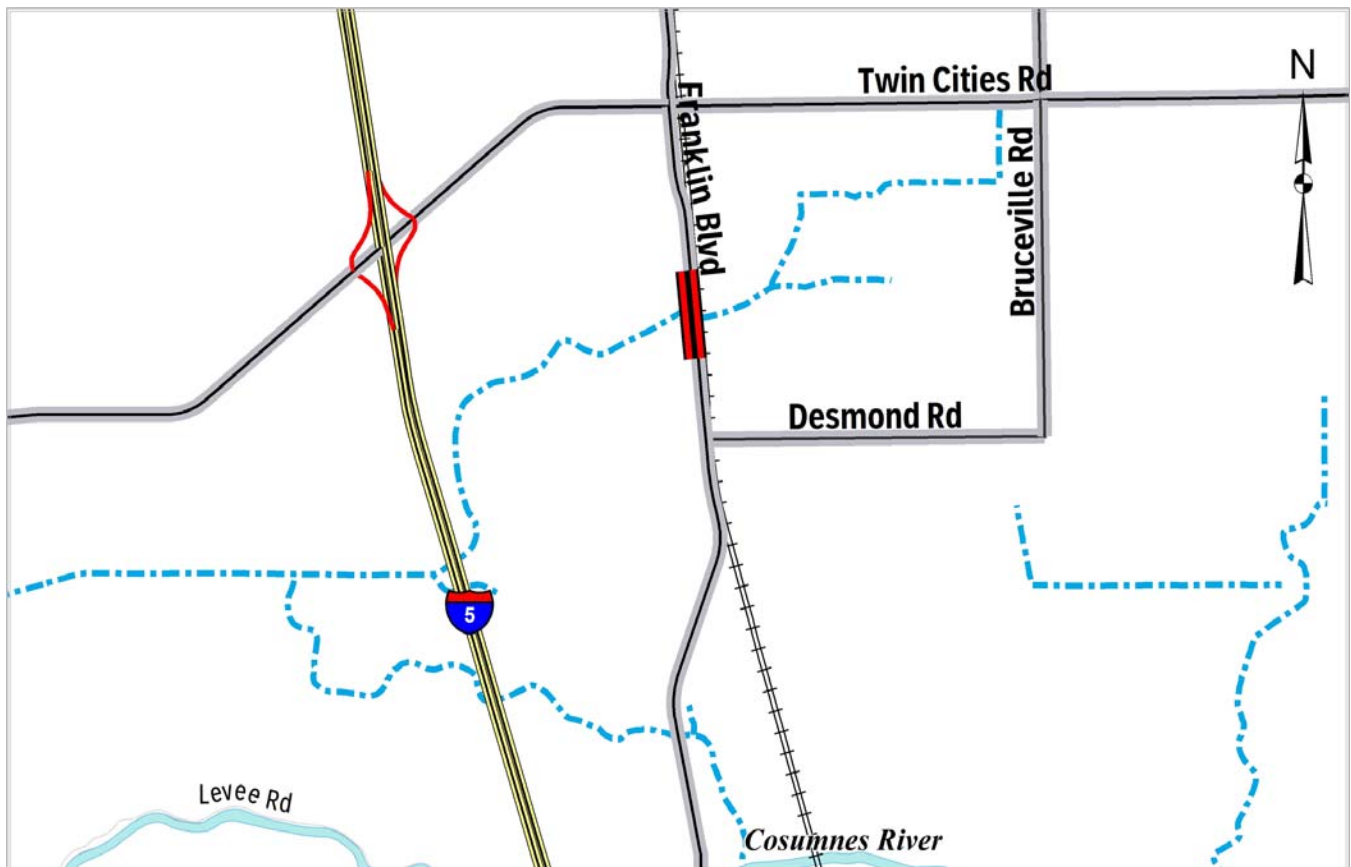 N
Twin Cities Rd
Franklin Blvd
Bruceville Rd
Desmond Rd
5
Levee Rd
Cosumnes River